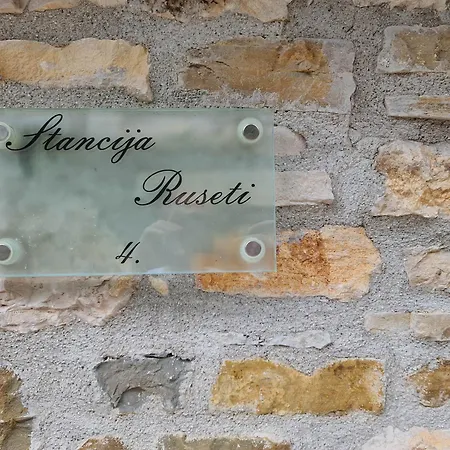 Stancija
Ruseti
4.